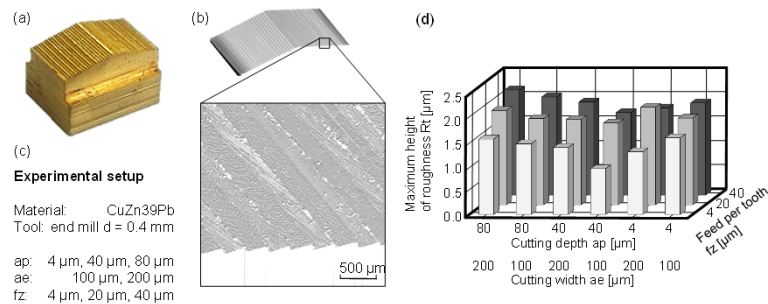 (a)
(b)
(d)
(c)
Experimental setup
Material: CuZn39Pb
Tool: end mill d = 0.4 mm
ap: 4 µm, 40 µm, 80 µm
ae: 100 µm, 200 µm
fz: 4 µm, 20 µm, 40 µm
500 µm
Maximum height
of roughness Rt [µm]
2.5
2.0
1.5
1.0
0.5
0.0
80 80 40 40 4 4
Cutting depth ap [µm]
200 100 200 100 200 100
Cutting width ae [µm]
4 20 40
Feed per tooth
fz [µm]